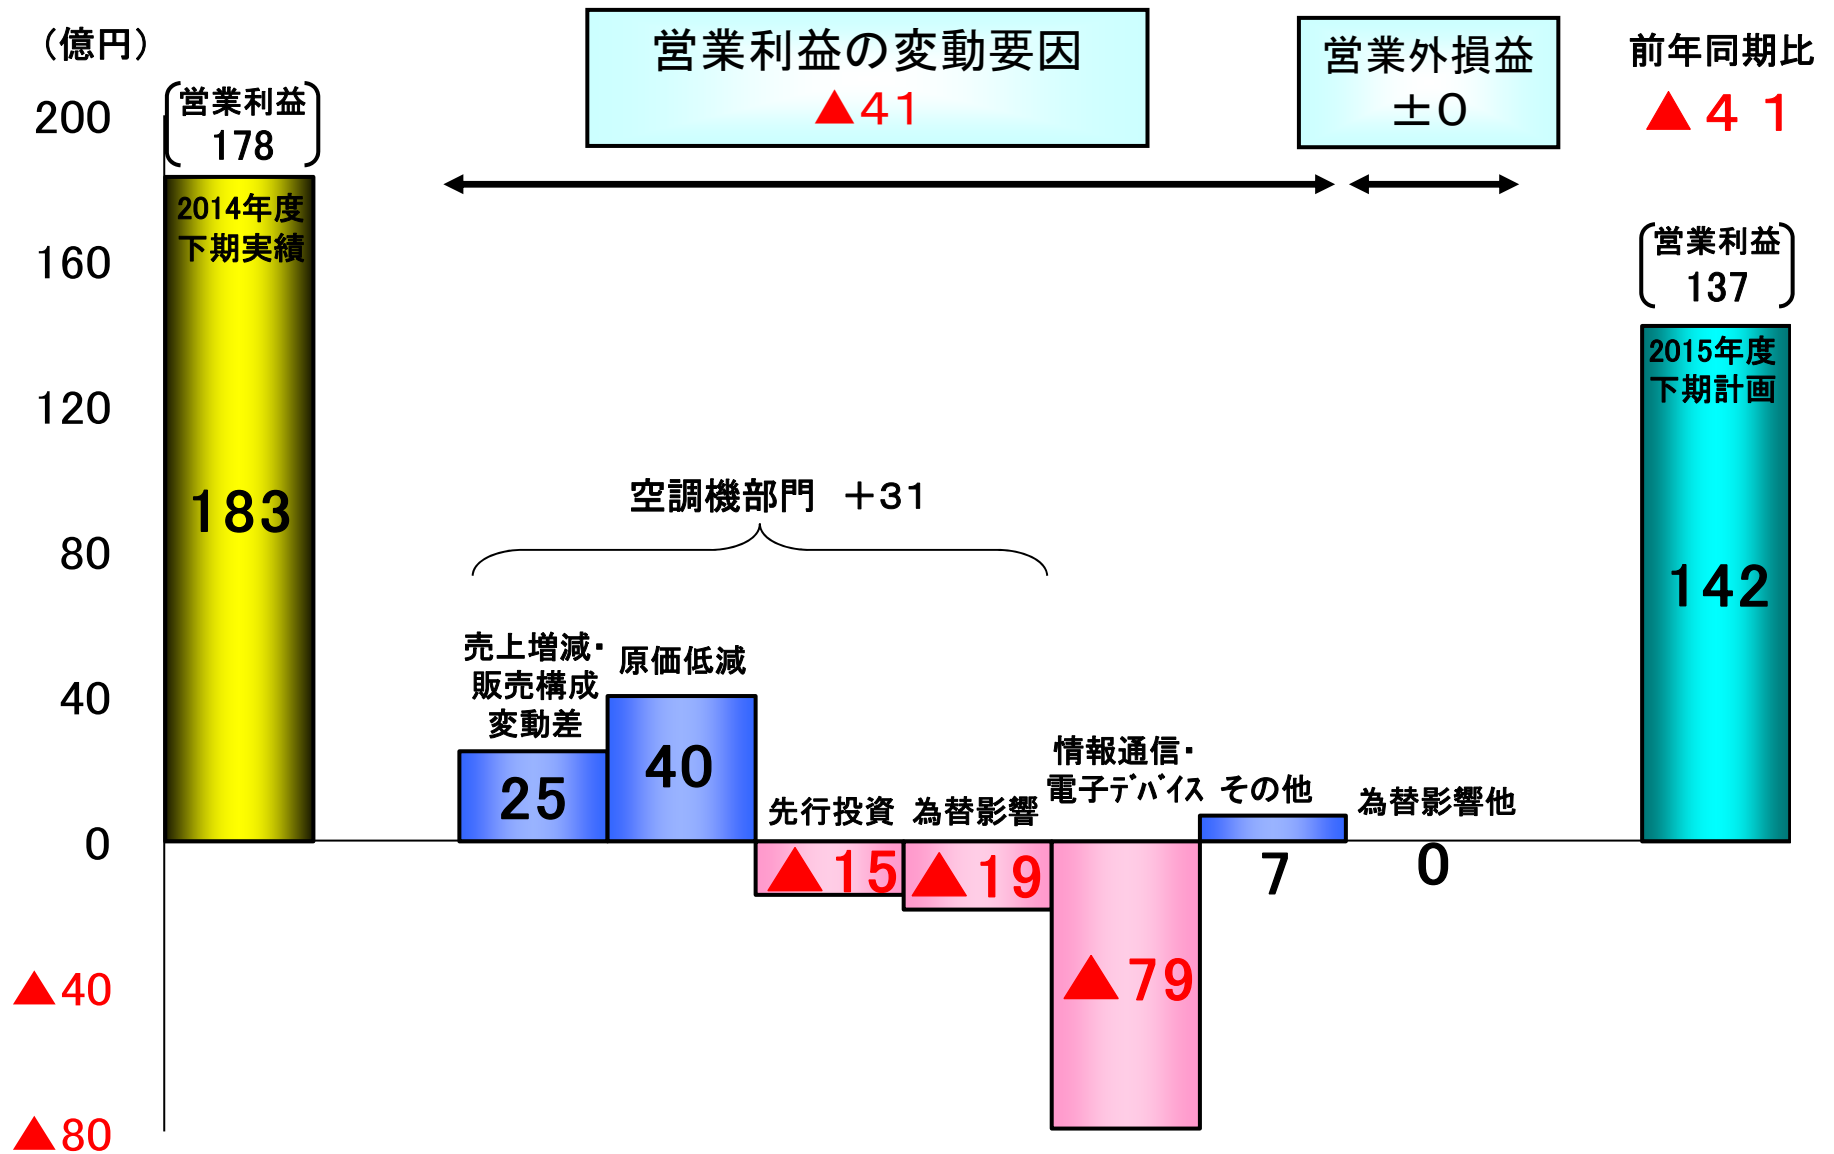 （億円）
営業利益の変動要因
▲41
営業外損益
±0
前年同期比
▲４１
200
160
120
80
40
0
▲40
▲80
営業利益
178
2014年度
下期実績
183
空調機部門　＋31
売上増減・
販売構成
変動差
25
原価低減
40
先行投資
▲15
為替影響
▲19
情報通信・
電子ﾃﾞﾊﾞｲｽ
▲79
その他
7
為替影響他
0
営業利益
137
2015年度
下期計画
142